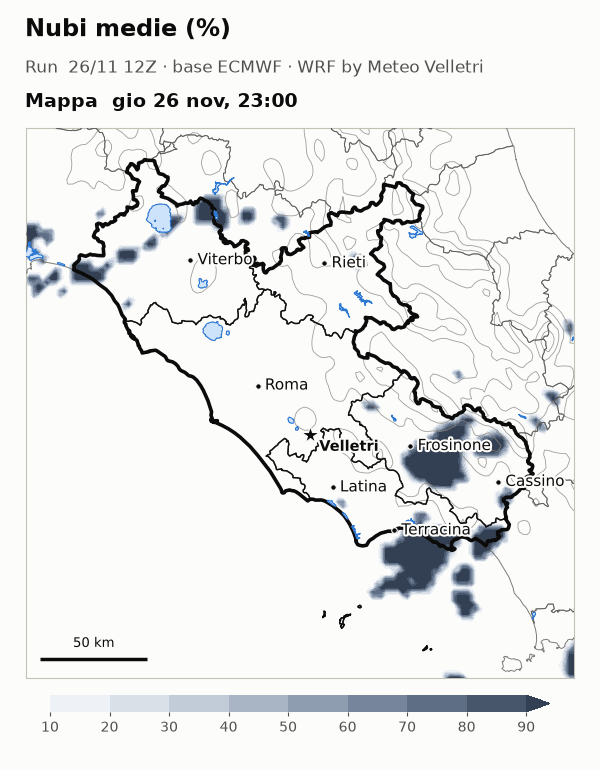 Nubi medie (%)
Run 26/11 12Z · base ECMWF · WRF by Meteo Velletri
Mappa gio 26 nov, 23:00
Viterbo
Rieti
Roma
Velletri
Frosinone
Latina
Cassino
Terracina
50 km
10 20 30 40 50 60 70 80 90